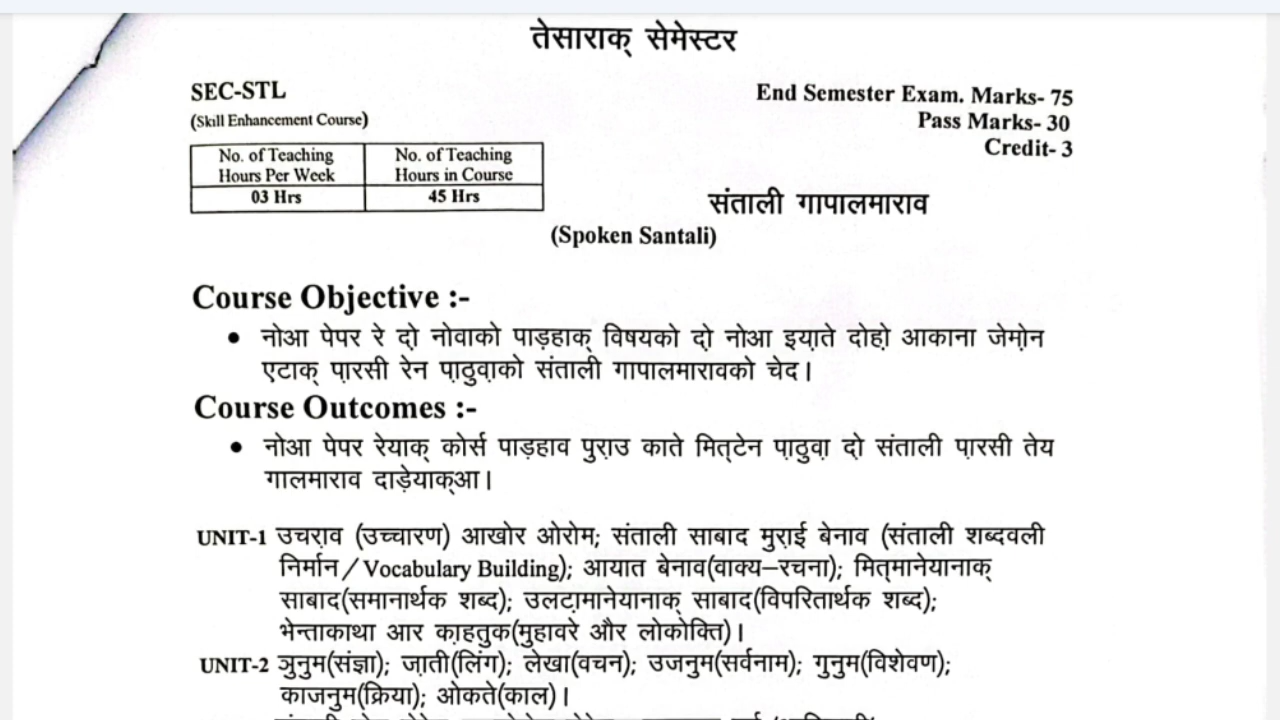 तेसाराक् सेमेस्टर
SEC-STL
(Skill Enhancement Course)
End Semester Exam. Marks- 75
Pass Marks- 30
Credit- 3
No. of Teaching Hours Per Week
No. of Teaching Hours in Course
03 Hrs
45 Hrs
संताली गापालमाराव
(Spoken Santali)
Course Objective :-
• नोआ पेपर रे दो़ नोवाको पाड़हाक् विषयको दो़ नोआ इया़ते दोहो़ आकाना जेमो़न
एटाक् पा़रसी रेन पा़ठुवा़को संताली गापालमारावको चेद।
Course Outcomes :-
• नोआ पेपर रेयाक् कोर्स पाड़हाव पुरा़उ काते मित्‌टेन पा़ठुवा़ दो़ संताली पा़रसी तेय
गालमाराव दाड़ेयाक्‌आ।
UNIT-1 उचरा़व (उच्चारण) आखोर ओरोम; संताली साबाद मुरा़ई बेनाव (संताली शब्दवली
निर्मान / Vocabulary Building); आयात बेनाव(वाक्य–रचना); मित्‌मानेयानाक्
साबाद(समानार्थक शब्द); उलटा़मानेयानाक् साबाद(विपरितार्थक शब्द);
भेन्ताकाथा आर का़हतुक(मुहावरे और लोकोक्ति)।
UNIT-2 ञुनुम(संज्ञा); जा़ती(लिंग); लेखा(वचन); उजनुम(सर्वनाम); गुनुम(विशेवण);
का़जनुम(क्रिया); ओकते(काल)।